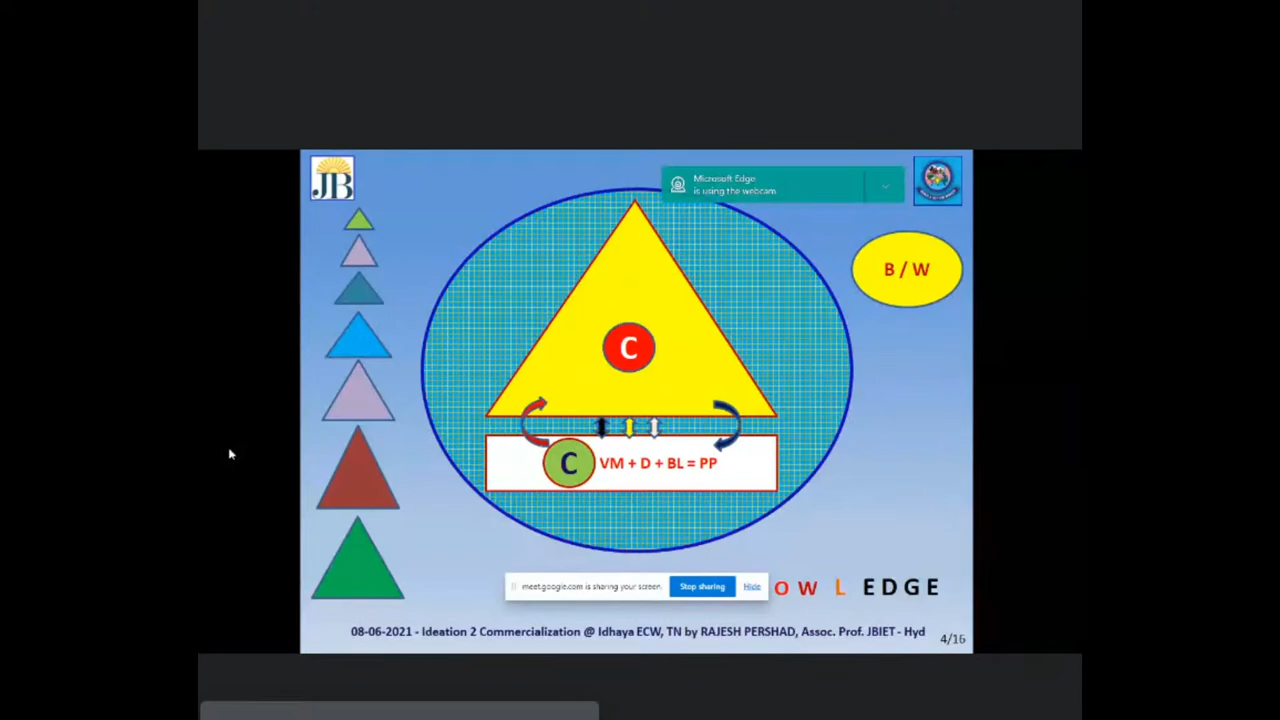 JB
Microsoft Edge
is using the webcam.
B / W
C
C VM + D + BL = PP
meet.google.com is sharing your screen. Stop sharing Hide
O W L EDGE
08-06-2021 - Ideation 2 Commercialization @ Idhaya ECW, TN by RAJESH PERSHAD, Assoc. Prof. JBIET - Hyd
4/16